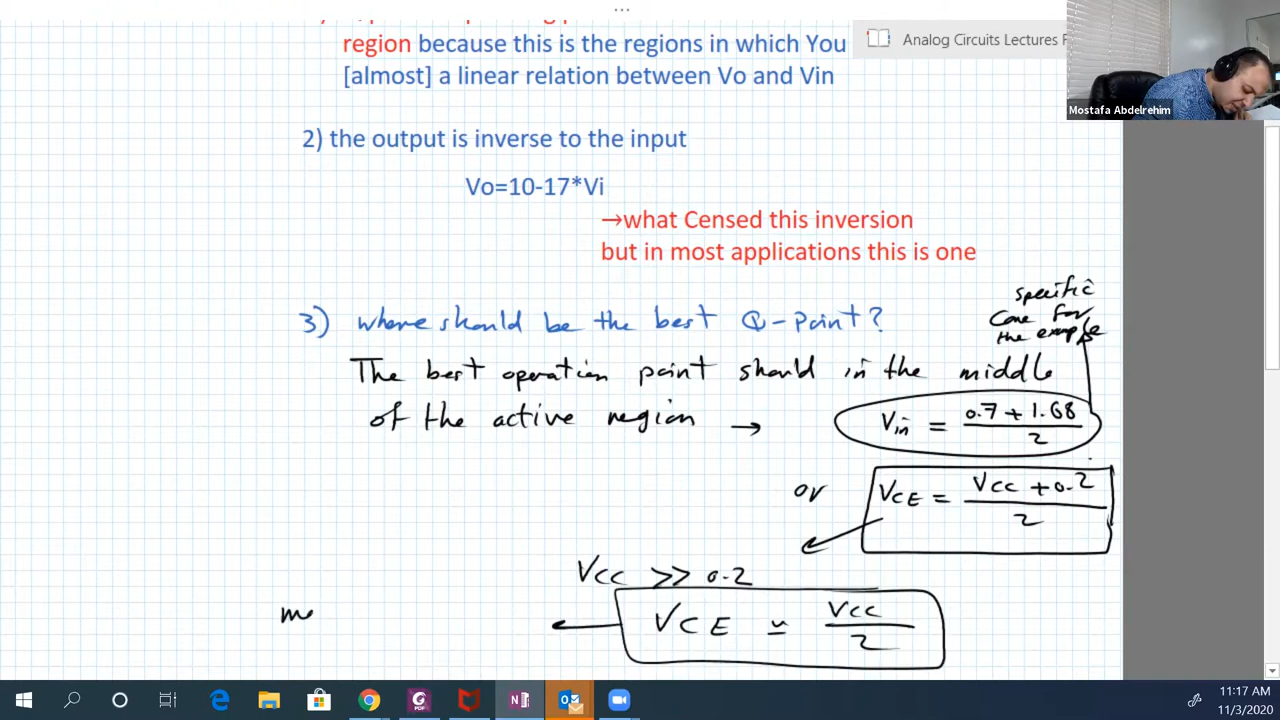 region because this is the regions in which You
[almost] a linear relation between Vo and Vin
Analog Circuits Lectures F
Mostafa Abdelrehim
2) the output is inverse to the input
Vo=10-17*Vi
→what Censed this inversion
but in most applications this is one
3) where should be the best Q-Point?
specific
case for
the example
The best operation point should in the middle
of the active region → Vin = (0.7 + 1.68)/2
or VCE = (VCC + 0.2)/2
VCC >> 0.2
VCE ≃ VCC/2
11:17 AM
11/3/2020